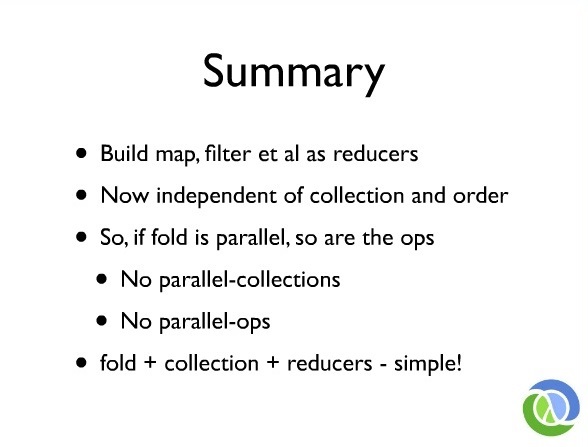 Summary
• Build map, filter et al as reducers
• Now independent of collection and order
• So, if fold is parallel, so are the ops
• No parallel-collections
• No parallel-ops
• fold + collection + reducers - simple!